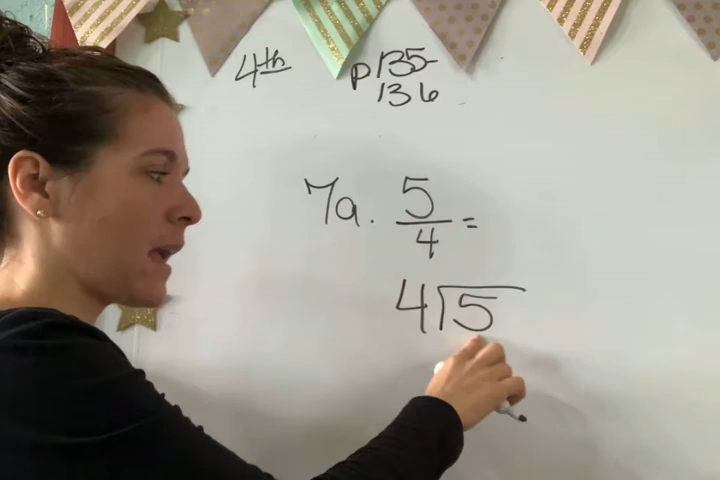 4th
p135-
136
7a. 5/4 =
4⟌5